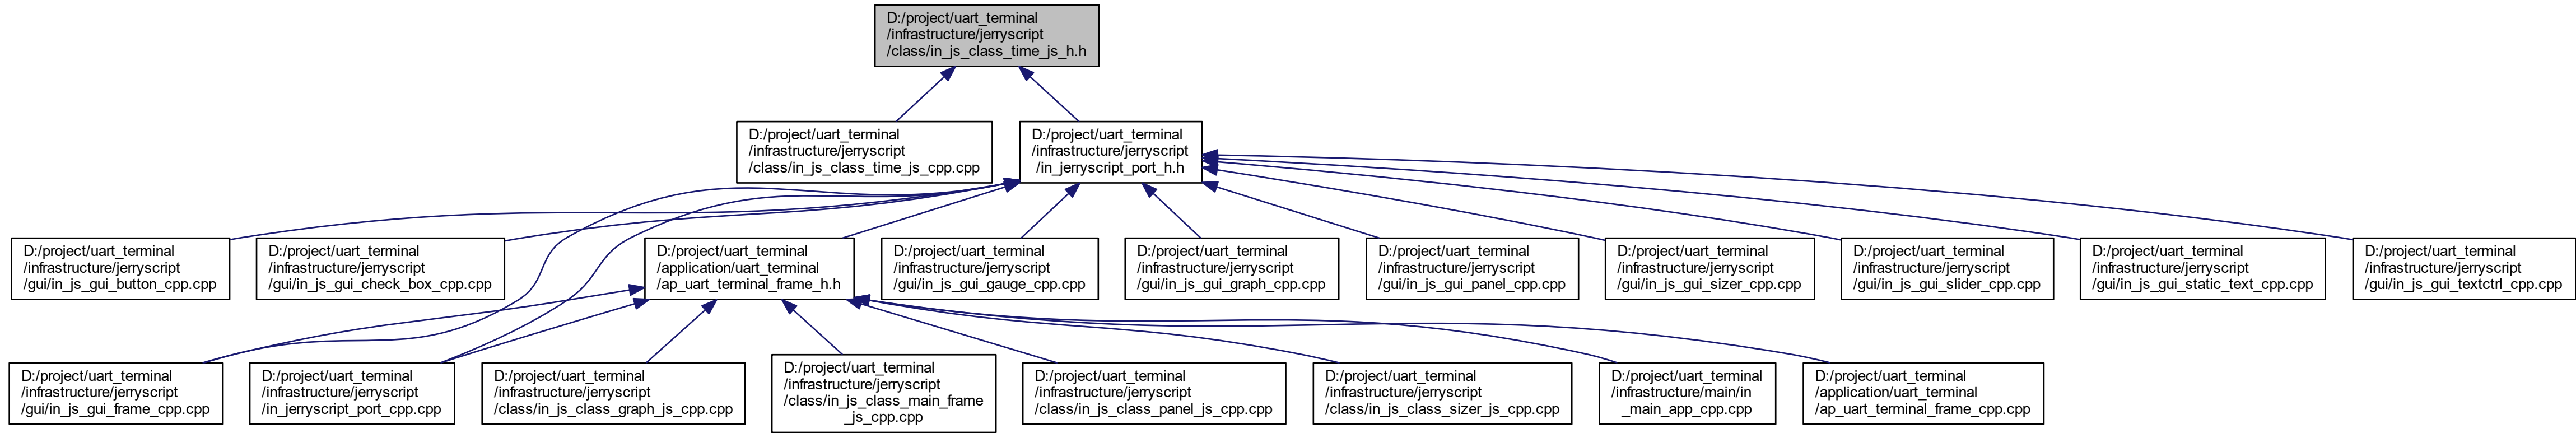 D:/project/uart_terminal
/infrastructure/jerryscript
/class/in_js_class_time_js_h.h
D:/project/uart_terminal
/infrastructure/jerryscript
/class/in_js_class_time_js_cpp.cpp
D:/project/uart_terminal
/infrastructure/jerryscript
/in_jerryscript_port_h.h
D:/project/uart_terminal
/infrastructure/jerryscript
/gui/in_js_gui_button_cpp.cpp
D:/project/uart_terminal
/infrastructure/jerryscript
/gui/in_js_gui_check_box_cpp.cpp
D:/project/uart_terminal
/application/uart_terminal
/ap_uart_terminal_frame_h.h
D:/project/uart_terminal
/infrastructure/jerryscript
/gui/in_js_gui_gauge_cpp.cpp
D:/project/uart_terminal
/infrastructure/jerryscript
/gui/in_js_gui_graph_cpp.cpp
D:/project/uart_terminal
/infrastructure/jerryscript
/gui/in_js_gui_panel_cpp.cpp
D:/project/uart_terminal
/infrastructure/jerryscript
/gui/in_js_gui_sizer_cpp.cpp
D:/project/uart_terminal
/infrastructure/jerryscript
/gui/in_js_gui_slider_cpp.cpp
D:/project/uart_terminal
/infrastructure/jerryscript
/gui/in_js_gui_static_text_cpp.cpp
D:/project/uart_terminal
/infrastructure/jerryscript
/gui/in_js_gui_textctrl_cpp.cpp
D:/project/uart_terminal
/infrastructure/jerryscript
/gui/in_js_gui_frame_cpp.cpp
D:/project/uart_terminal
/infrastructure/jerryscript
/in_jerryscript_port_cpp.cpp
D:/project/uart_terminal
/infrastructure/jerryscript
/class/in_js_class_graph_js_cpp.cpp
D:/project/uart_terminal
/infrastructure/jerryscript
/class/in_js_class_main_frame
_js_cpp.cpp
D:/project/uart_terminal
/infrastructure/jerryscript
/class/in_js_class_panel_js_cpp.cpp
D:/project/uart_terminal
/infrastructure/jerryscript
/class/in_js_class_sizer_js_cpp.cpp
D:/project/uart_terminal
/infrastructure/main/in
_main_app_cpp.cpp
D:/project/uart_terminal
/application/uart_terminal
/ap_uart_terminal_frame_cpp.cpp